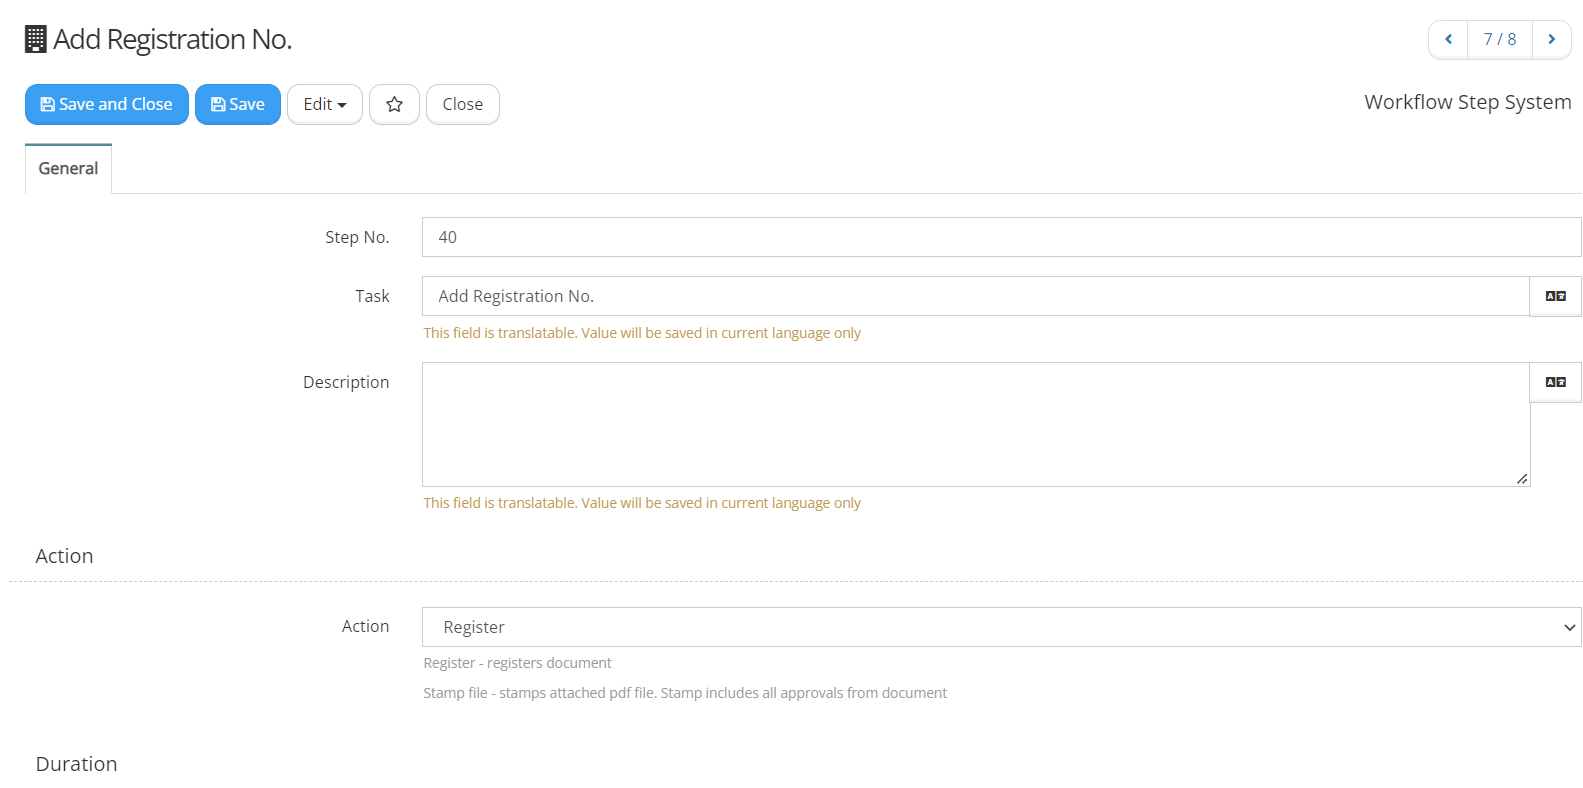 Add Registration No.
7 / 8
Save and Close
Save
Edit
Close
Workflow Step System
General
Step No.
40
Task
Add Registration No.
This field is translatable. Value will be saved in current language only
Description
This field is translatable. Value will be saved in current language only
Action
Action
Register
Register - registers document
Stamp file - stamps attached pdf file. Stamp includes all approvals from document
Duration